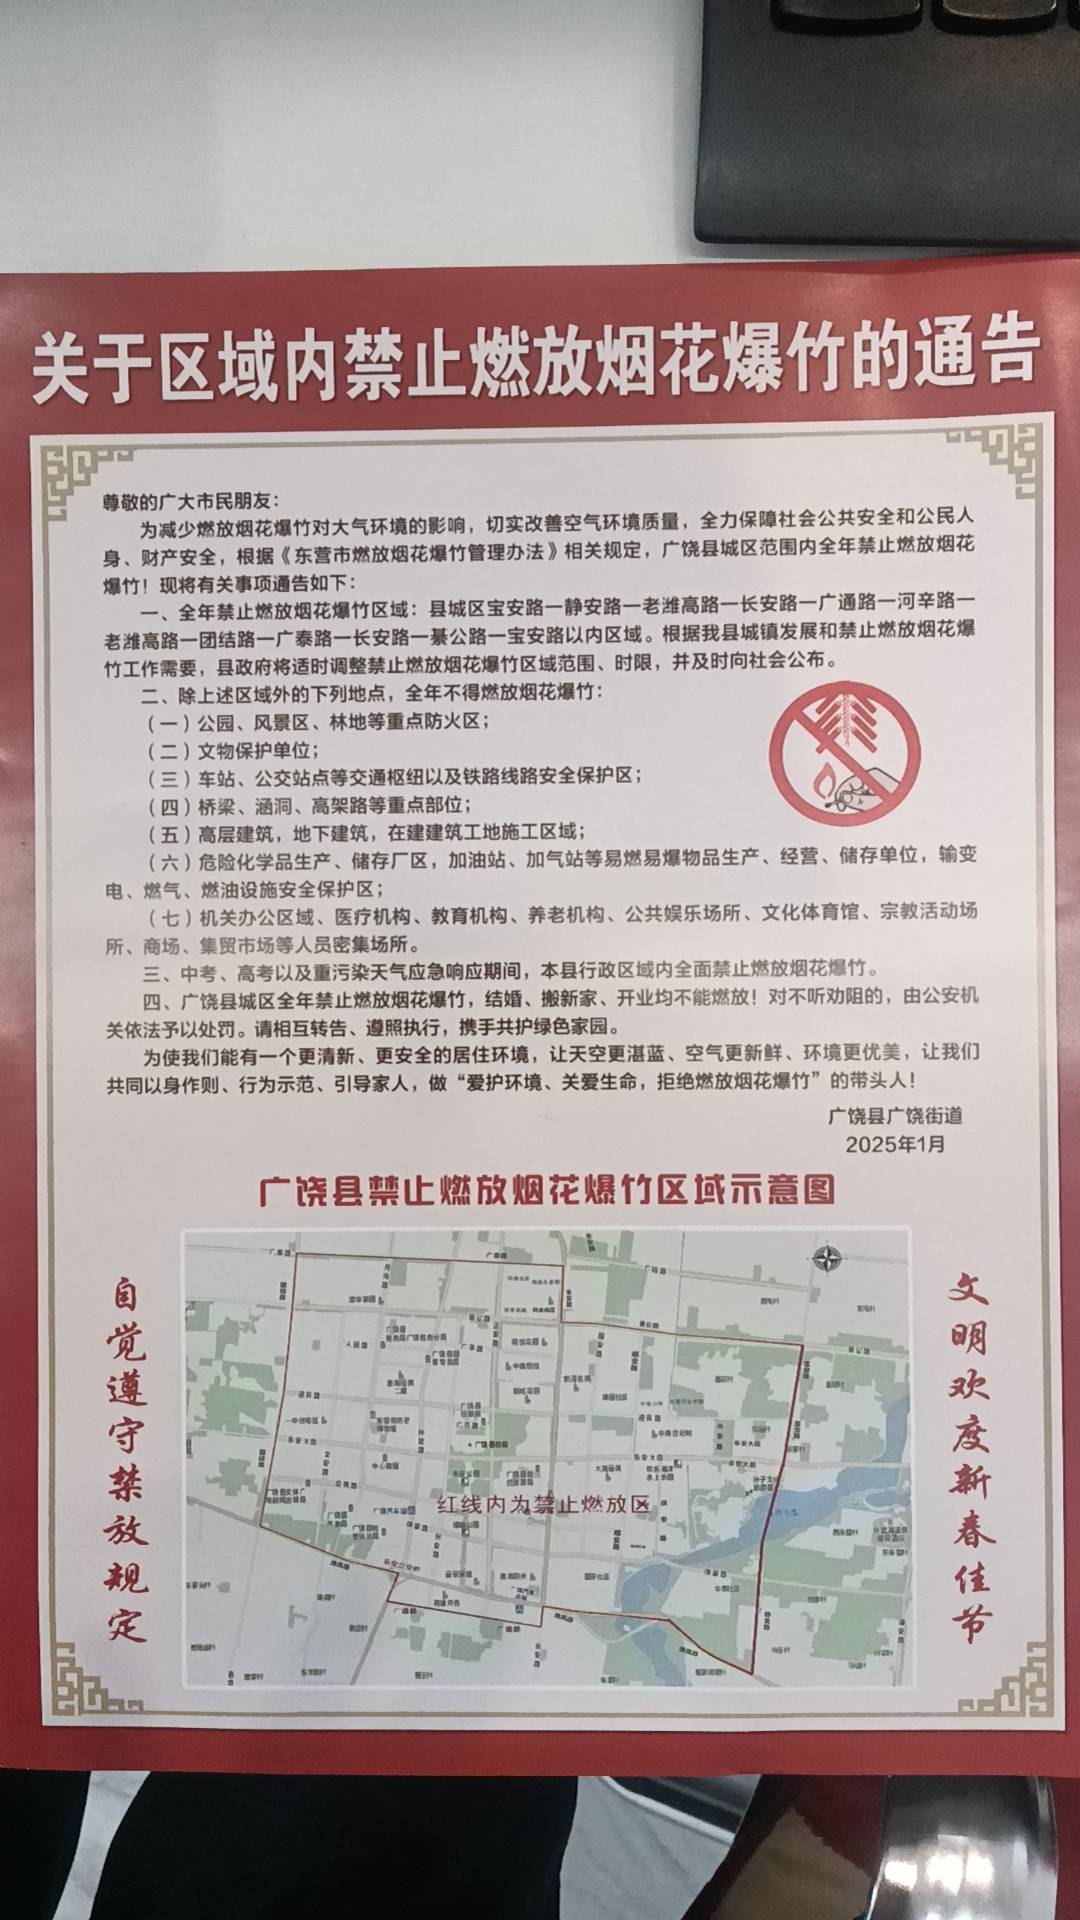 关于区域内禁止燃放烟花爆竹的通告
尊敬的广大市民朋友：
为减少燃放烟花爆竹对大气环境的影响，切实改善空气环境质量，全力保障社会公共安全和公民人
身、财产安全，根据《东营市燃放烟花爆竹管理办法》相关规定，广饶县城区范围内全年禁止燃放烟花
爆竹！现将有关事项通告如下：
一、全年禁止燃放烟花爆竹区域：县城区宝安路—静安路—老潍高路—长安路—广通路—河辛路—
老潍高路—团结路—广泰路—长安路—綦公路—宝安路以内区域。根据我县城镇发展和禁止燃放烟花爆
竹工作需要，县政府将适时调整禁止燃放烟花爆竹区域范围、时限，并及时向社会公布。
二、除上述区域外的下列地点，全年不得燃放烟花爆竹：
（一）公园、风景区、林地等重点防火区；
（二）文物保护单位；
（三）车站、公交站点等交通枢纽以及铁路线路安全保护区；
（四）桥梁、涵洞、高架路等重点部位；
（五）高层建筑，地下建筑，在建建筑工地施工区域；
（六）危险化学品生产、储存厂区，加油站、加气站等易燃易爆物品生产、经营、储存单位，输变
电、燃气、燃油设施安全保护区；
（七）机关办公区域、医疗机构、教育机构、养老机构、公共娱乐场所、文化体育馆、宗教活动场
所、商场、集贸市场等人员密集场所。
三、中考、高考以及重污染天气应急响应期间，本县行政区域内全面禁止燃放烟花爆竹。
四、广饶县城区全年禁止燃放烟花爆竹，结婚、搬新家、开业均不能燃放！对不听劝阻的，由公安机
关依法予以处罚。请相互转告、遵照执行，携手共护绿色家园。
为使我们能有一个更清新、更安全的居住环境，让天空更湛蓝、空气更新鲜、环境更优美，让我们
共同以身作则、行为示范、引导家人，做“爱护环境、关爱生命，拒绝燃放烟花爆竹”的带头人！
广饶县广饶街道
2025年1月
广饶县禁止燃放烟花爆竹区域示意图
自觉遵守禁放规定
红线内为禁止燃放区
文明欢度新春佳节